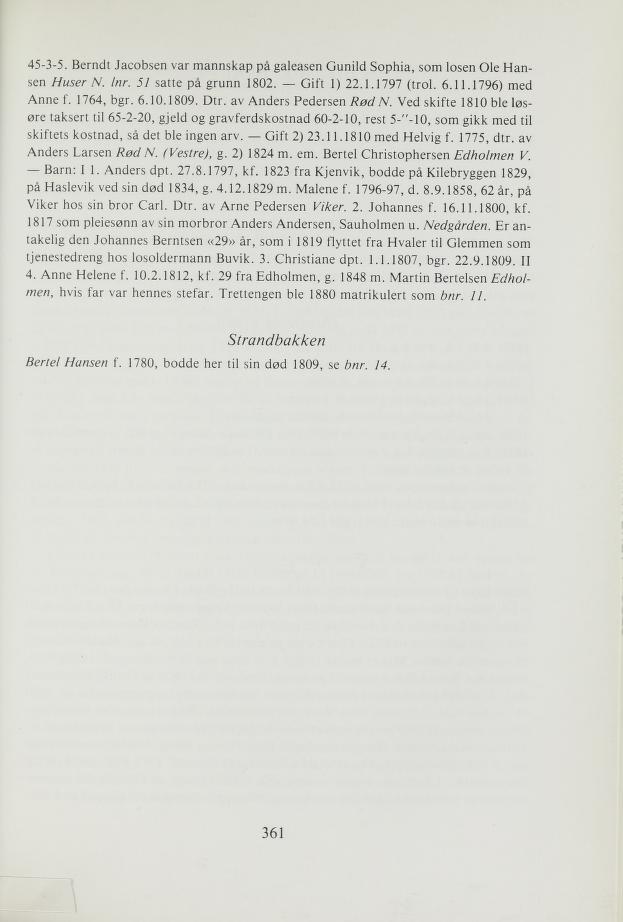 45-3-5. Berndt Jacobsen var mannskap på galeasen Gunild Sophia, som losen Ole Han-
sen Huser N. lnr. 51 satte på grunn 1802. — Gift 1) 22.1.1797 (trol. 6.11.1796) med
Anne f. 1764, bgr. 6.10.1809. Dtr. av Anders Pedersen Rød N. Ved skifte 1810 ble løs-
øre taksert til 65-2-20, gjeld og gravferdskostnad 60-2-10, rest 5-"-10, som gikk med til
skiftets kostnad, så det ble ingen arv. — Gift 2) 23.11.1810 med Helvig f. 1775, dtr. av
Anders Larsen Rød N. (Vestre), g. 2) 1824 m. em. Bertel Christophersen Edholmen V.
— Barn: I 1. Anders dpt. 27.8.1797, kf. 1823 fra Kjenvik, bodde på Kilebryggen 1829,
på Haslevik ved sin død 1834, g. 4.12.1829 m. Malene f. 1796-97, d. 8.9.1858, 62 år, på
Viker hos sin bror Carl. Dtr. av Arne Pedersen Viker. 2. Johannes f. 16.11.1800, kf.
1817 som pleiesønn av sin morbror Anders Andersen, Sauholmen u. Nedgården. Er an-
takelig den Johannes Berntsen «29» år, som i 1819 flyttet fra Hvaler til Glemmen som
tjenestedreng hos losoldermann Buvik. 3. Christiane dpt. 1.1.1807, bgr. 22.9.1809. II
4. Anne Helene f. 10.2.1812, kf. 29 fra Edholmen, g. 1848 m. Martin Bertelsen Edhol-
men, hvis far var hennes stefar. Trettengen ble 1880 matrikulert som bnr. 11.
Strandbakken
Bertel Hansen f. 1780, bodde her til sin død 1809, se bnr. 14.
361